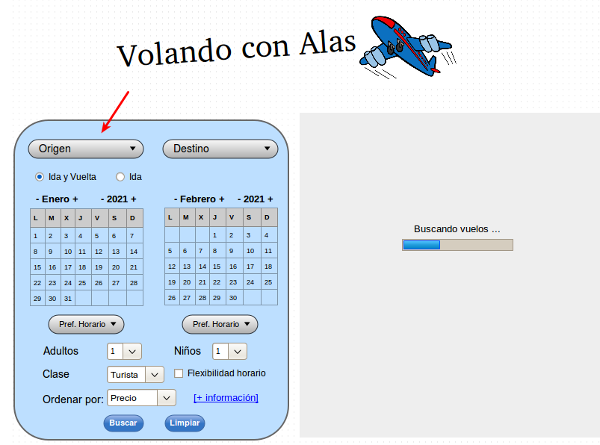 Volando con Alas
Origen Destino
Ida y Vuelta Ida
- Enero + - 2021 + - Febrero + - 2021 +
L M X J V S D L M X J V S D
1 2 3 4 5 6 7 1 2 3 4
8 9 10 11 12 13 14 5 6 7 8 9 10 11
15 16 17 18 19 20 21 12 13 14 15 16 17 18
22 23 24 25 26 27 28 19 20 21 22 23 24 25
29 30 31 26 27 28 29 30
Pref. Horario Pref. Horario
Adultos 1 Niños 1
Clase Turista Flexibilidad horario
Ordenar por: Precio [+ información]
Buscar Limpiar
Buscando vuelos ...